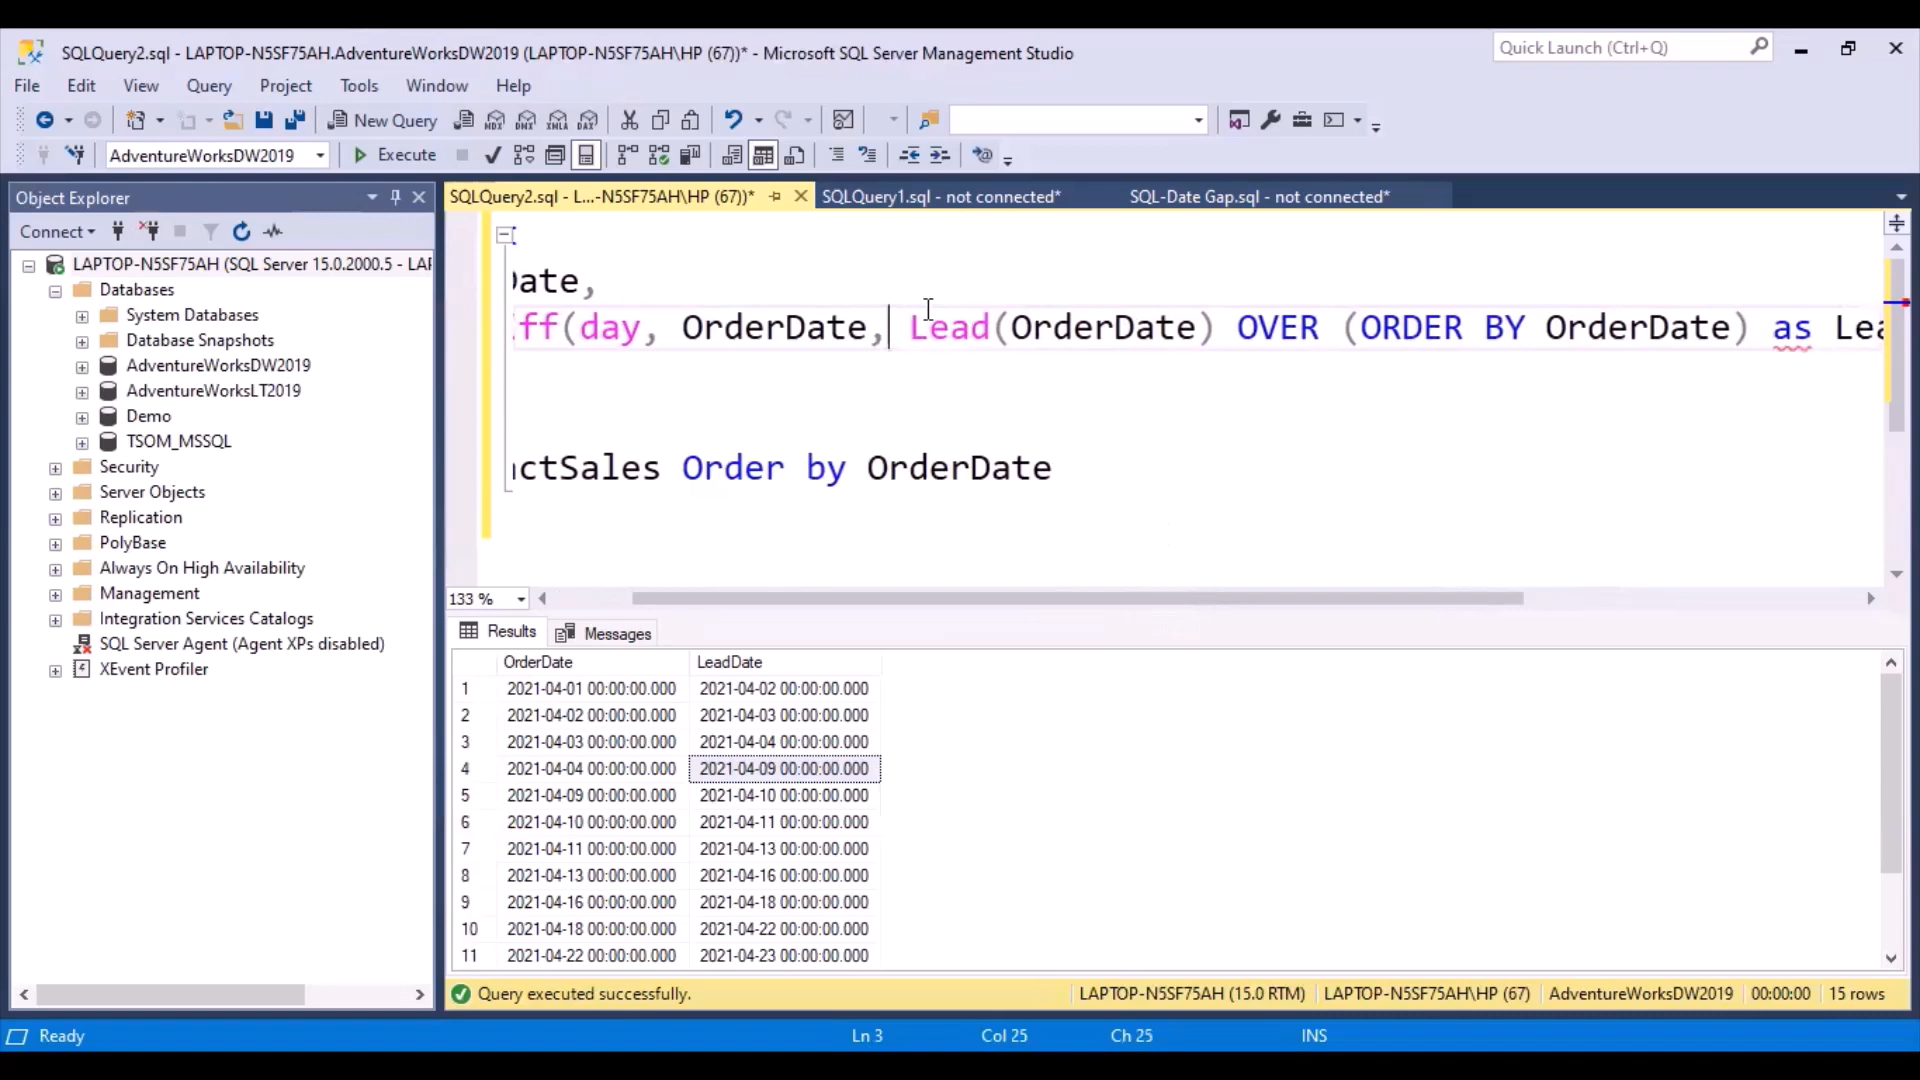 SQLQuery2.sql - LAPTOP-N5SF75AH.AdventureWorksDW2019 (LAPTOP-N5SF75AH\HP (67))* - Microsoft SQL Server Management Studio
Quick Launch (Ctrl+Q)
File Edit View Query Project Tools Window Help
New Query
MDX DMX XMLA DAX
AdventureWorksDW2019
Execute
Object Explorer
SQLQuery2.sql - L...-N5SF75AH\HP (67))*
SQLQuery1.sql - not connected*
SQL-Date Gap.sql - not connected*
Connect
LAPTOP-N5SF75AH (SQL Server 15.0.2000.5 - LAP
Databases
System Databases
Database Snapshots
AdventureWorksDW2019
AdventureWorksLT2019
Demo
TSOM_MSSQL
Security
Server Objects
Replication
PolyBase
Always On High Availability
Management
Integration Services Catalogs
SQL Server Agent (Agent XPs disabled)
XEvent Profiler
Date,
ff(day, OrderDate, Lead(OrderDate) OVER (ORDER BY OrderDate) as Lea
actSales Order by OrderDate
133 %
Results
Messages
OrderDate LeadDate
1 2021-04-01 00:00:00.000 2021-04-02 00:00:00.000
2 2021-04-02 00:00:00.000 2021-04-03 00:00:00.000
3 2021-04-03 00:00:00.000 2021-04-04 00:00:00.000
4 2021-04-04 00:00:00.000 2021-04-09 00:00:00.000
5 2021-04-09 00:00:00.000 2021-04-10 00:00:00.000
6 2021-04-10 00:00:00.000 2021-04-11 00:00:00.000
7 2021-04-11 00:00:00.000 2021-04-13 00:00:00.000
8 2021-04-13 00:00:00.000 2021-04-16 00:00:00.000
9 2021-04-16 00:00:00.000 2021-04-18 00:00:00.000
10 2021-04-18 00:00:00.000 2021-04-22 00:00:00.000
11 2021-04-22 00:00:00.000 2021-04-23 00:00:00.000
Query executed successfully.
LAPTOP-N5SF75AH (15.0 RTM) LAPTOP-N5SF75AH\HP (67) AdventureWorksDW2019 00:00:00 15 rows
Ready
Ln 3
Col 25
Ch 25
INS